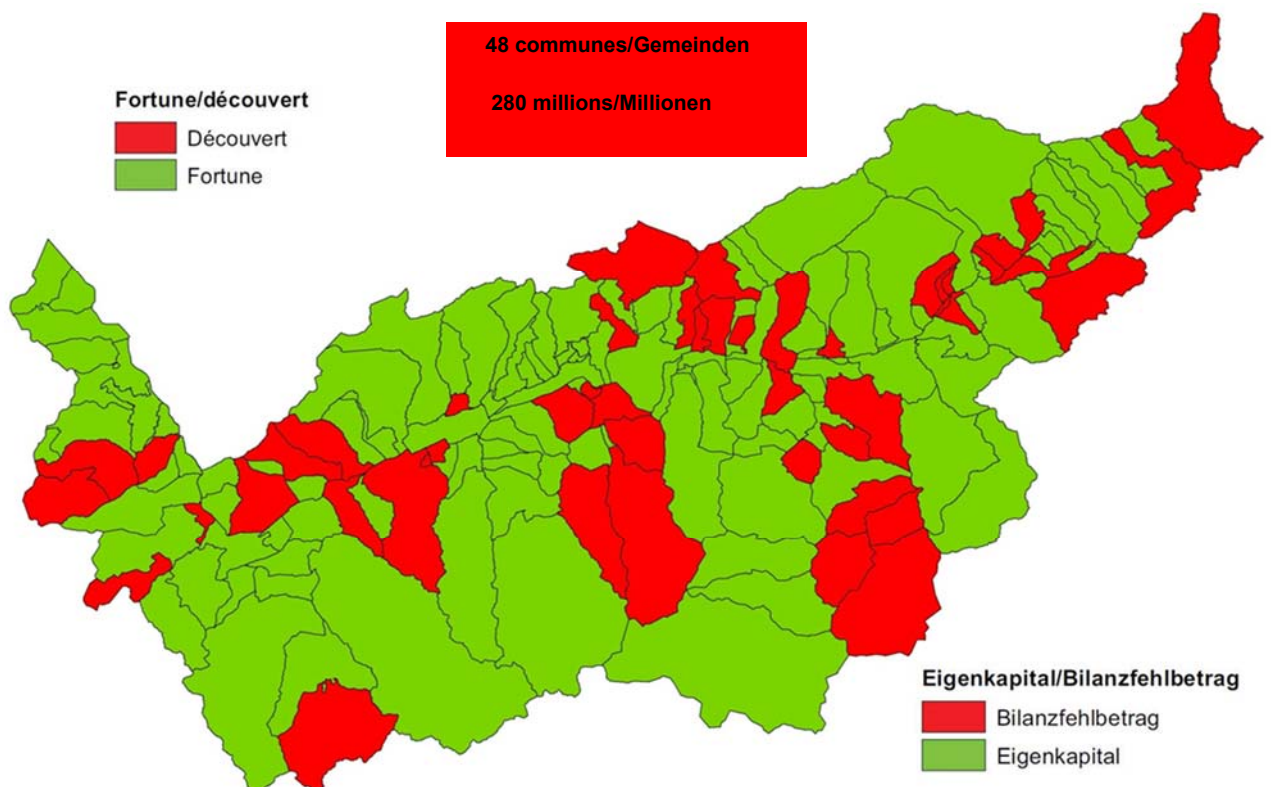 48 communes/Gemeinden
280 millions/Millionen
Fortune/découvert
Découvert
Fortune
Eigenkapital/Bilanzfehlbetrag
Bilanzfehlbetrag
Eigenkapital